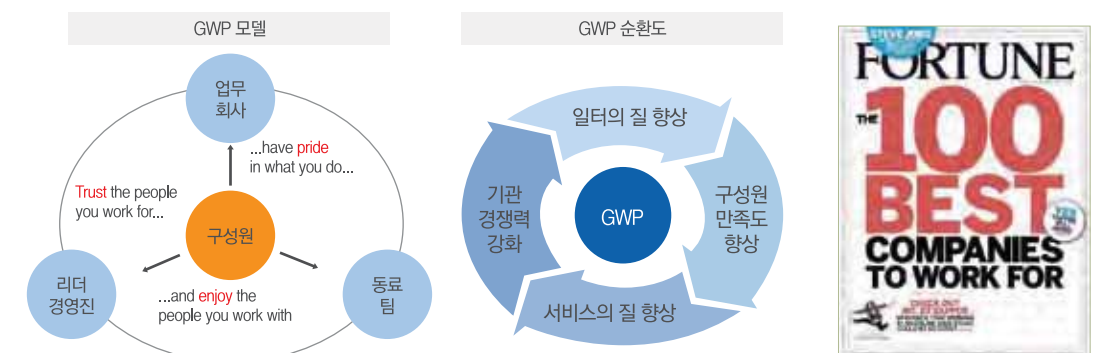 GWP 모델
업무
회사
...have pride
in what you do...
Trust the people
you work for...
구성원
리더
경영진
...and enjoy the
people you work with
동료
팀
GWP 순환도
일터의 질 향상
기관
경쟁력
강화
GWP
구성원
만족도
향상
서비스의 질 향상
STEVE JOBS
FORTUNE
THE
100
BEST
COMPANIES
TO WORK FOR
CHECK OUT